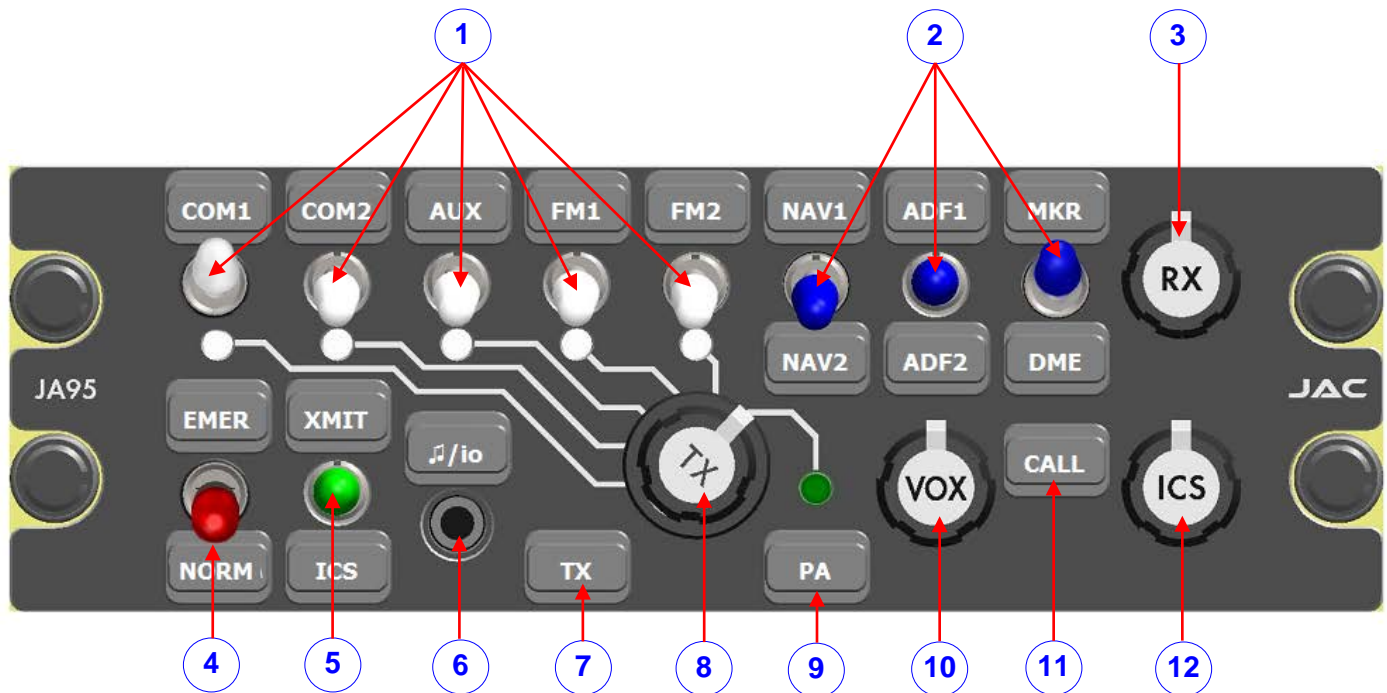 1 2 3
COM1 COM2 AUX FM1 FM2 NAV1 ADF1 MKR
RX
NAV2 ADF2 DME
JA95 JAC
EMER XMIT
♫/io TX CALL
VOX ICS
NORM ICS TX PA
4 5 6 7 8 9 10 11 12